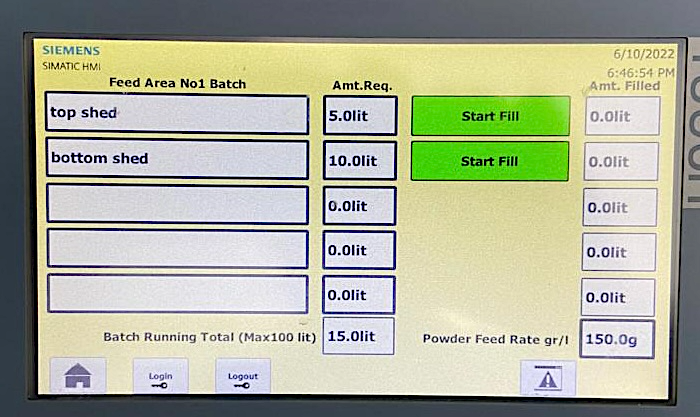 SIEMENS
SIMATIC HMI
6/10/2022
6:46:54 PM
Feed Area No1 Batch Amt.Req. Amt. Filled
top shed 5.0lit Start Fill 0.0lit
bottom shed 10.0lit Start Fill 0.0lit
0.0lit 0.0lit
0.0lit 0.0lit
0.0lit 0.0lit
Batch Running Total (Max100 lit) 15.0lit Powder Feed Rate gr/l 150.0g
Login Logout